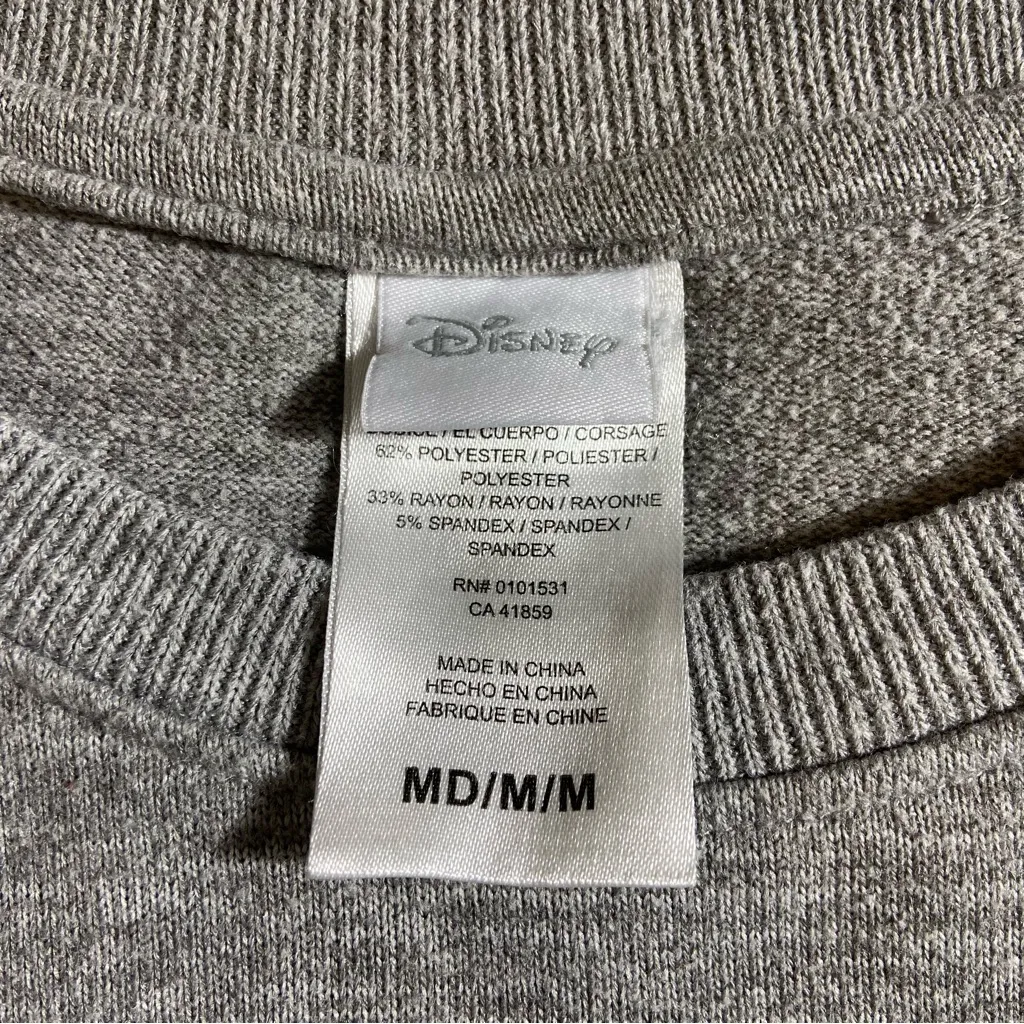 Disney
/ EL CUERPO / CORSAGE
62% POLYESTER / POLIESTER /
POLYESTER
33% RAYON / RAYON / RAYONNE
5% SPANDEX / SPANDEX /
SPANDEX
RN# 0101531
CA 41859
MADE IN CHINA
HECHO EN CHINA
FABRIQUE EN CHINE
MD/M/M